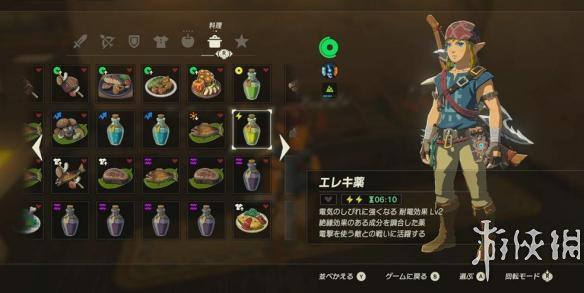 料理
R
エレキ薬
06:10
電気のしびれに強くなる 耐電効果 Lv2
絶縁効果のある成分を調合した薬
電撃を使う敵との戦いに活躍する
並べかえる Y ゲームに戻る B 選ぶ A 回転モード R
游侠網